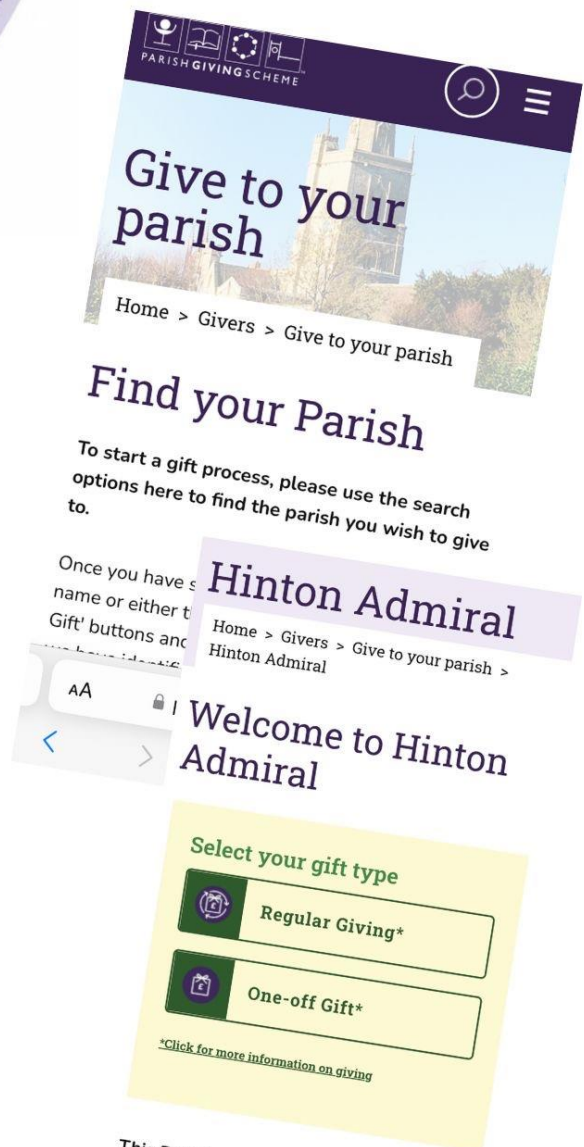 PARISH GIVING SCHEME
Give to your
parish
Home > Givers > Give to your parish
Find your Parish
To start a gift process, please use the search
options here to find the parish you wish to give
to.
Once you have s
name or either t
Gift' buttons and
we have identifie
AA
Hinton Admiral
Home > Givers > Give to your parish >
Hinton Admiral
Welcome to Hinton
Admiral
Select your gift type
Regular Giving*
One-off Gift*
*Click for more information on giving